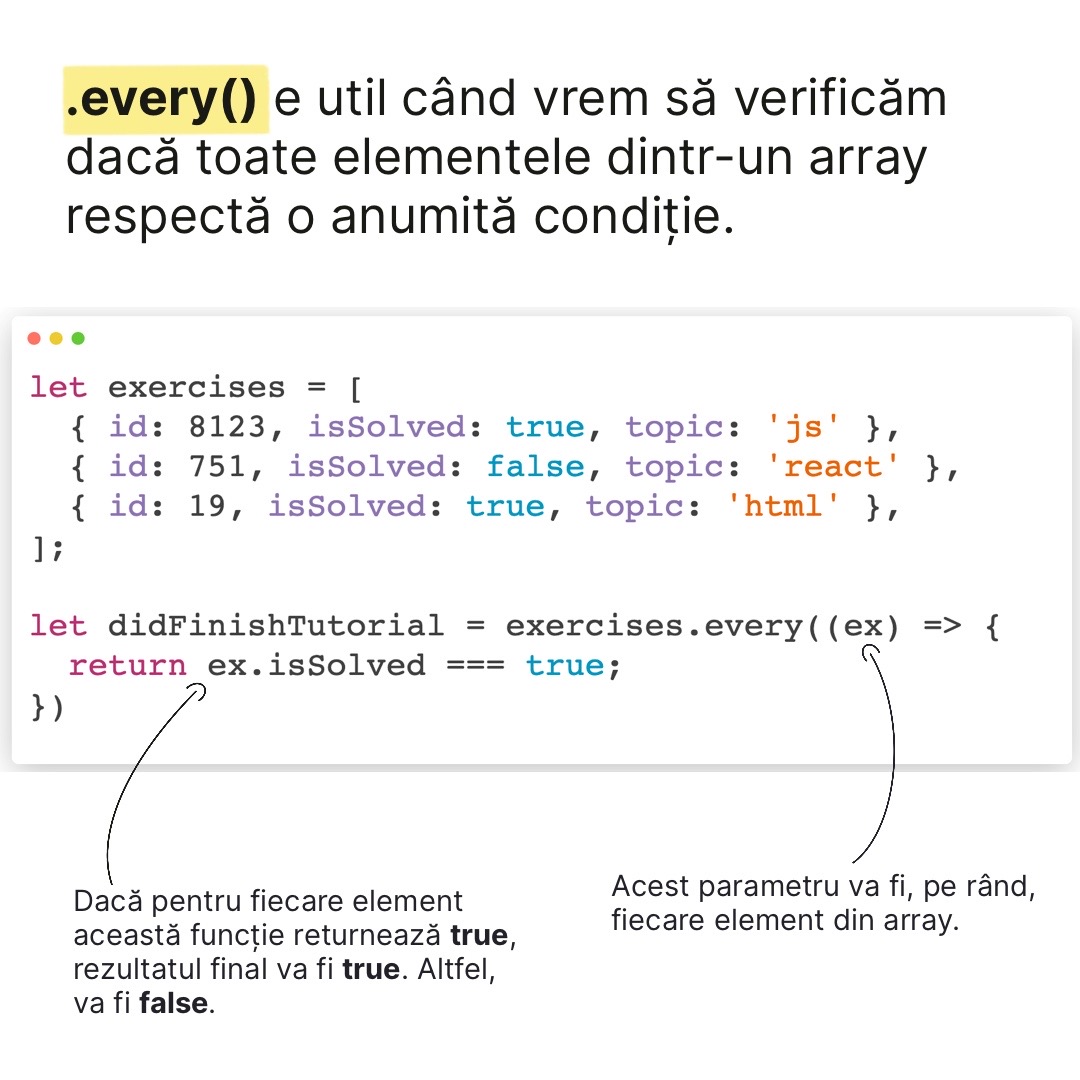 .every() e util când vrem să verificăm
dacă toate elementele dintr-un array
respectă o anumită condiție.
let exercises = [
  { id: 8123, isSolved: true, topic: 'js' },
  { id: 751, isSolved: false, topic: 'react' },
  { id: 19, isSolved: true, topic: 'html' },
];
let didFinishTutorial = exercises.every((ex) => {
  return ex.isSolved === true;
})
Dacă pentru fiecare element
această funcție returnează true,
rezultatul final va fi true. Altfel,
va fi false.
Acest parametru va fi, pe rând,
fiecare element din array.